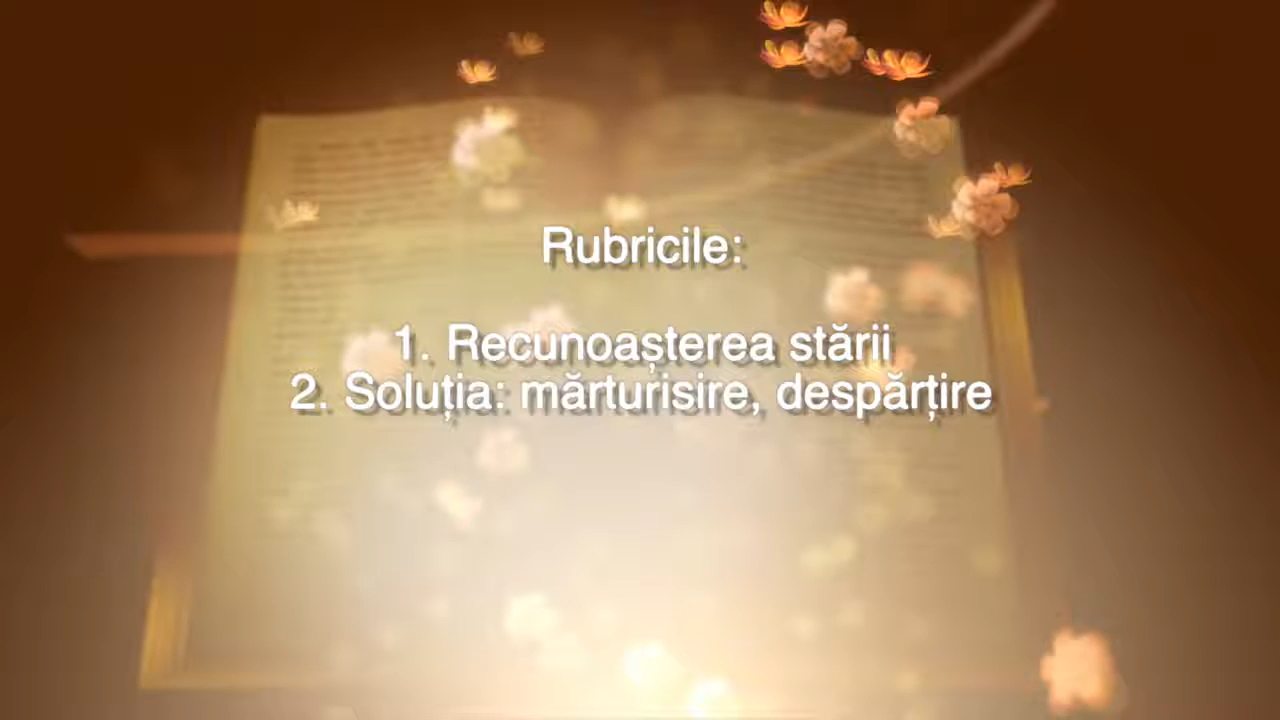 Rubricile:
1. Recunoașterea stării
2. Soluția: mărturisire, despărțire